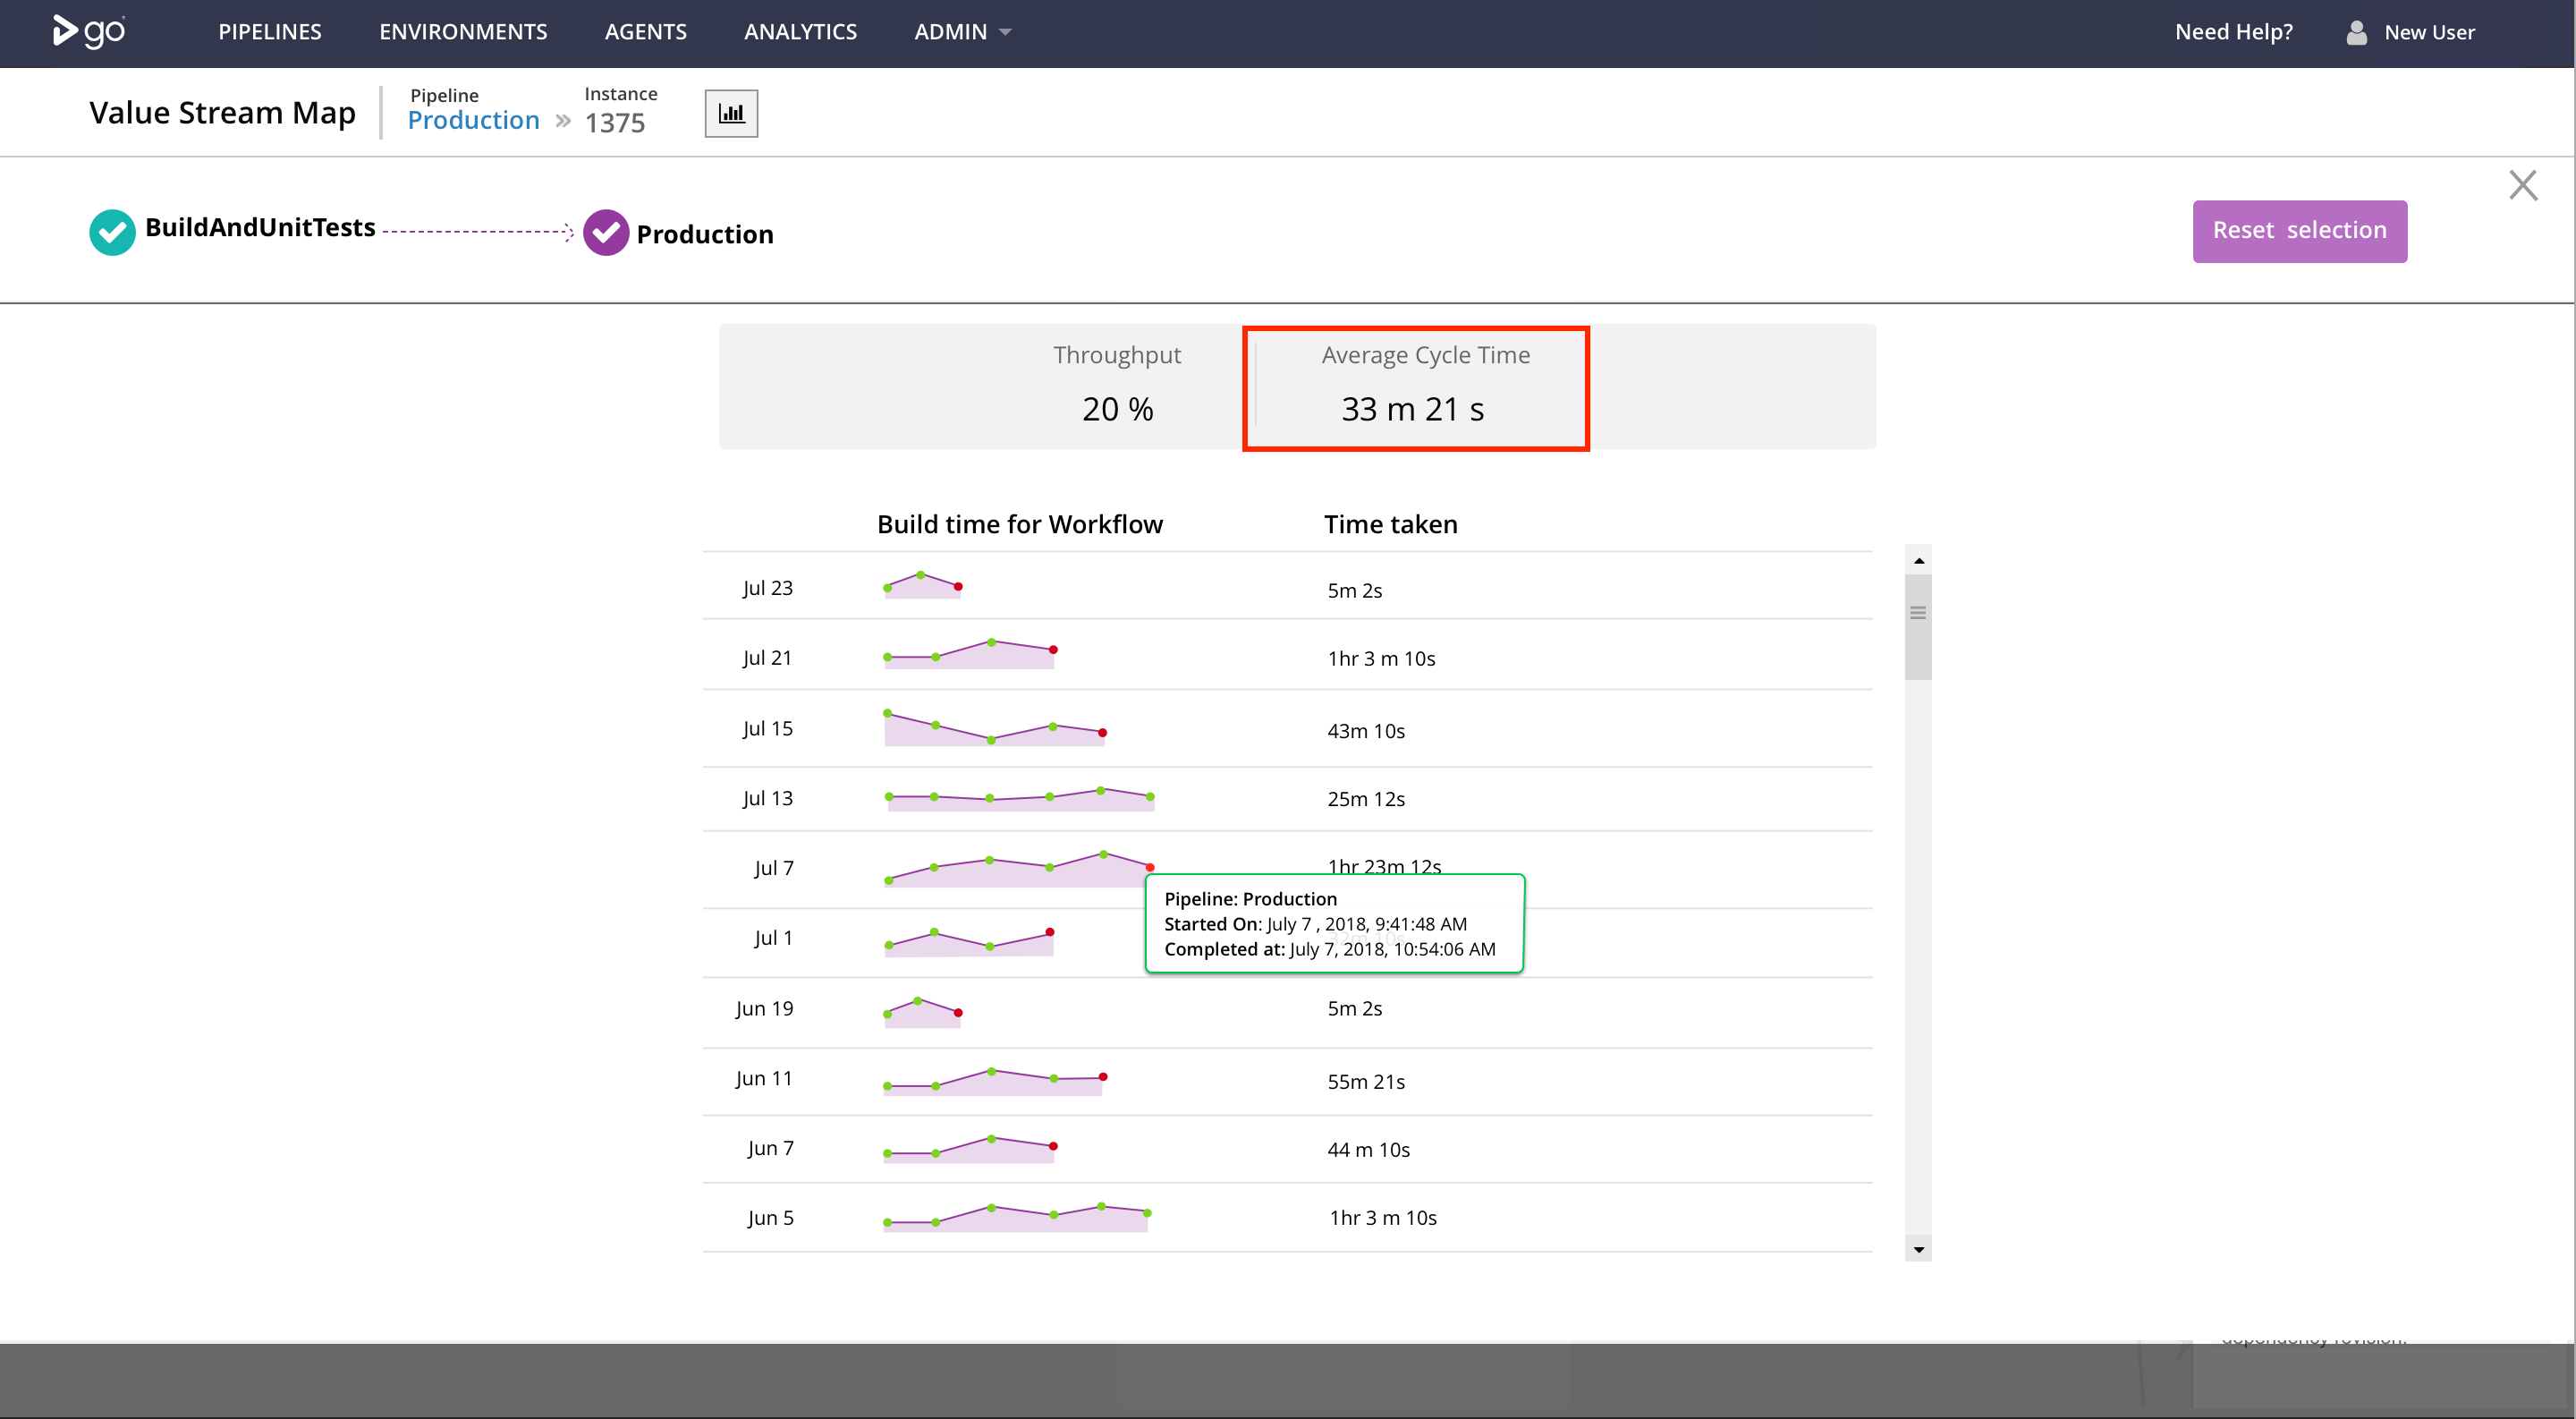 go PIPELINES ENVIRONMENTS AGENTS ANALYTICS ADMIN Need Help? New User
Value Stream Map
Pipeline
Production »
Instance
1375
BuildAndUnitTests Production
Reset selection
Throughput
20 %
Average Cycle Time
33 m 21 s
Build time for Workflow Time taken
Jul 23 5m 2s
Jul 21 1hr 3 m 10s
Jul 15 43m 10s
Jul 13 25m 12s
Jul 7 1hr 23m 12s
Pipeline: Production
Started On: July 7 , 2018, 9:41:48 AM
Completed at: July 7, 2018, 10:54:06 AM
Jul 1
Jun 19 5m 2s
Jun 11 55m 21s
Jun 7 44 m 10s
Jun 5 1hr 3 m 10s
dependency revision.